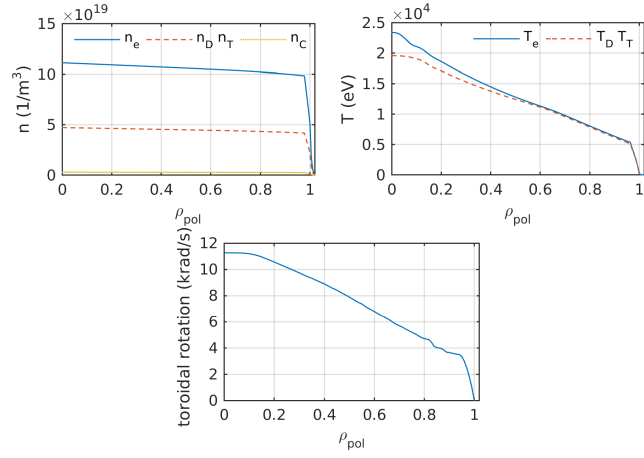 ×10^19
n_e n_D n_T n_C
15
10
5
0
n (1/m^3)
0 0.2 0.4 0.6 0.8 1
ρ_pol
×10^4
T_e T_D T_T
2.5
2
1.5
1
0.5
0
T (eV)
0 0.2 0.4 0.6 0.8 1
ρ_pol
12
10
8
6
4
2
0
toroidal rotation (krad/s)
0 0.2 0.4 0.6 0.8 1
ρ_pol